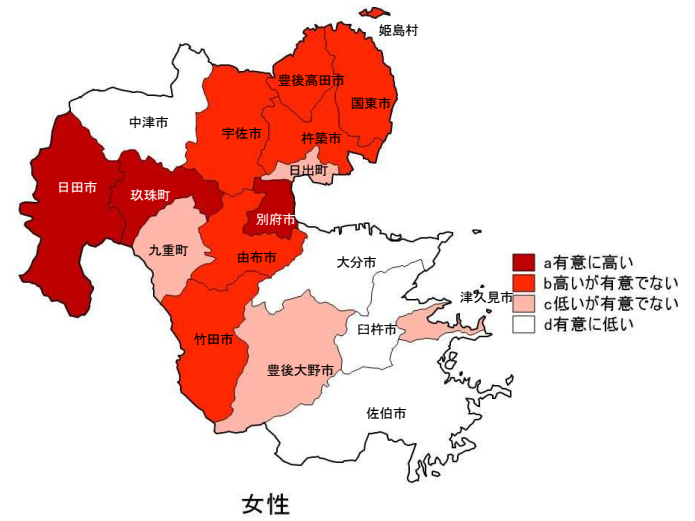 姫島村
豊後高田市
国東市
中津市
宇佐市
杵築市
日出町
日田市
玖珠町
別府市
九重町
由布市
大分市
a有意に高い
b高いが有意でない
c低いが有意でない
d有意に低い
津久見市
臼杵市
竹田市
豊後大野市
佐伯市
女性